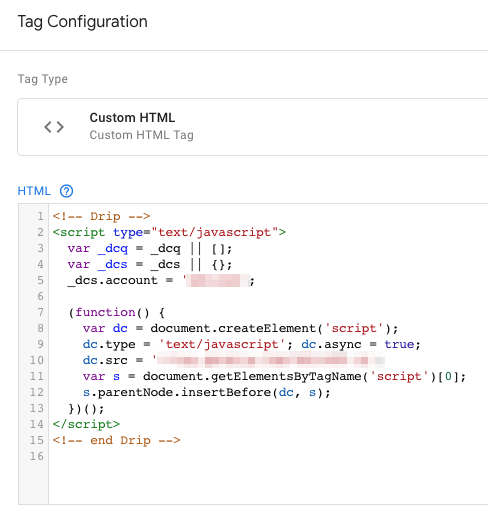 Tag Configuration
Tag Type
Custom HTML
Custom HTML Tag
HTML
1 <!-- Drip -->
2 <script type="text/javascript">
3   var _dcq = _dcq || [];
4   var _dcs = _dcs || {};
5   _dcs.account = ' ;
6
7   (function() {
8     var dc = document.createElement('script');
9     dc.type = 'text/javascript'; dc.async = true;
10     dc.src = '
11     var s = document.getElementsByTagName('script')[0];
12     s.parentNode.insertBefore(dc, s);
13   })();
14 </script>
15 <!-- end Drip -->
16